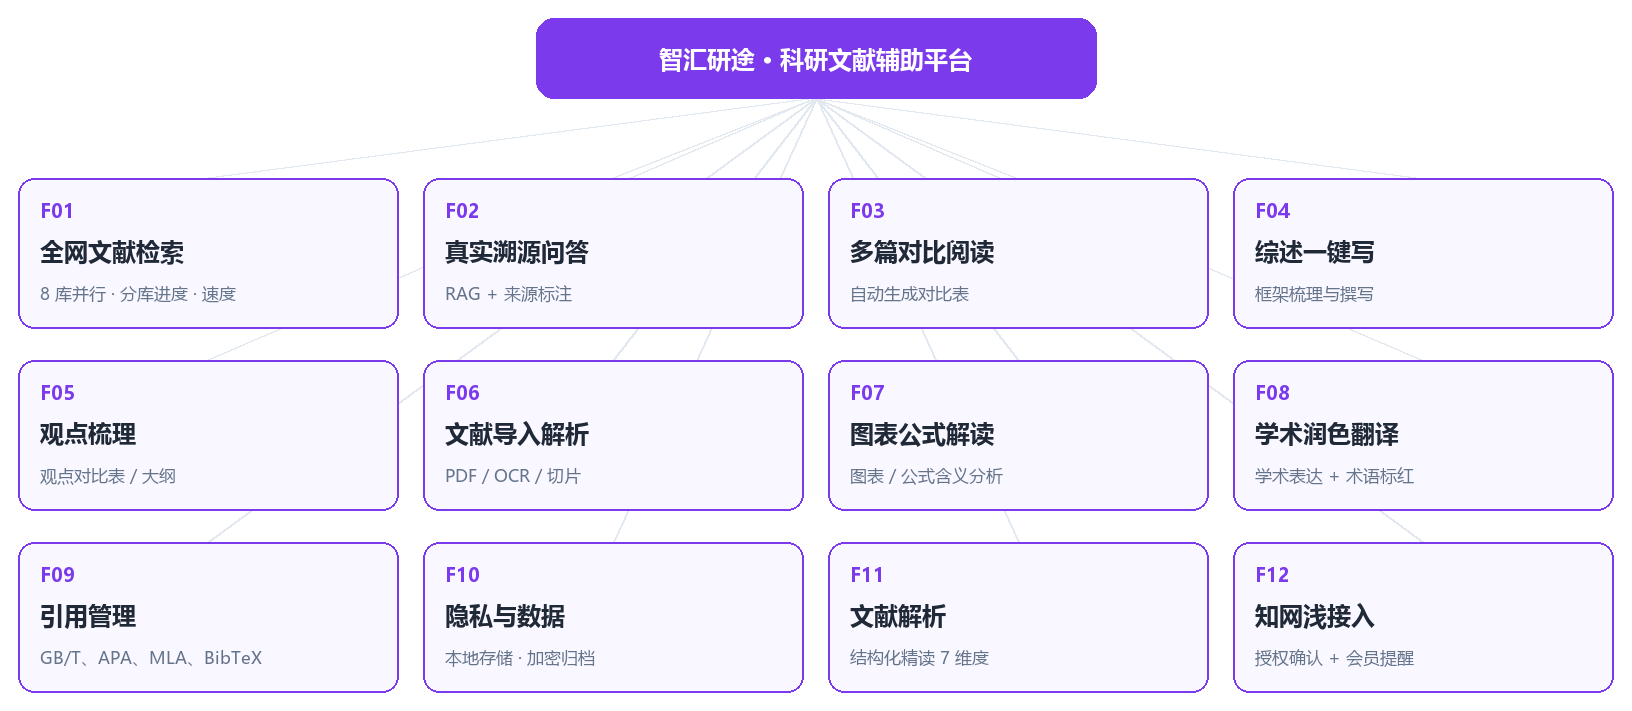 智汇研途 · 科研文献辅助平台
F01
全网文献检索
8 库并行 · 分库进度 · 速度
F02
真实溯源问答
RAG + 来源标注
F03
多篇对比阅读
自动生成对比表
F04
综述一键写
框架梳理与撰写
F05
观点梳理
观点对比表 / 大纲
F06
文献导入解析
PDF / OCR / 切片
F07
图表公式解读
图表 / 公式含义分析
F08
学术润色翻译
学术表达 + 术语标红
F09
引用管理
GB/T、APA、MLA、BibTeX
F10
隐私与数据
本地存储 · 加密归档
F11
文献解析
结构化精读 7 维度
F12
知网浅接入
授权确认 + 会员提醒